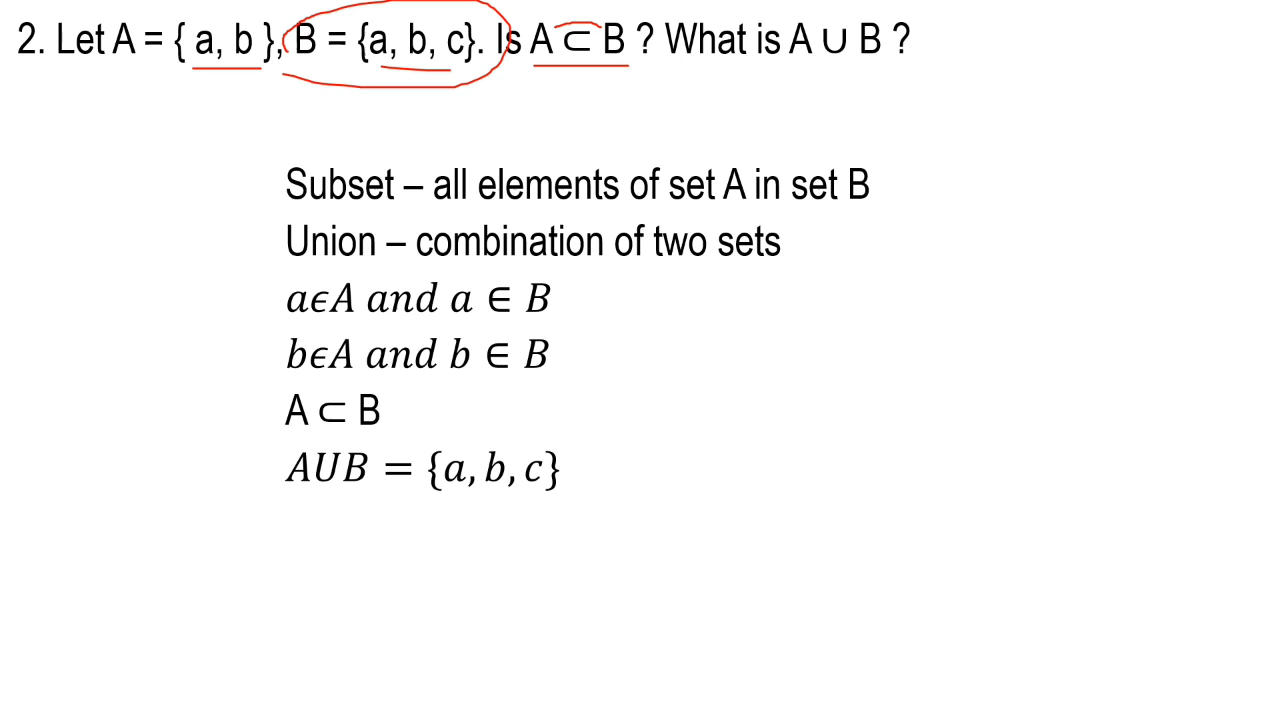 2. Let A = { a, b }, B = {a, b, c}. Is A ⊂ B ? What is A ∪ B ?
Subset – all elements of set A in set B
Union – combination of two sets
aϵA and a ∈ B
bϵA and b ∈ B
A ⊂ B
AUB = {a, b, c}